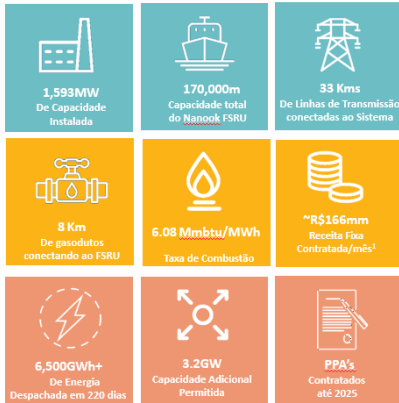 1,593MW
De Capacidade
Instalada
170,000m
Capacidade total
do Nanook FSRU
33 Kms
De Linhas de Transmissão
conectadas ao Sistema
8 Km
De gasodutos
conectando ao FSRU
6.08 Mmbtu/MWh
Taxa de Combustão
~R$166mm
Receita Fixa
Contratada/mês¹
6,500GWh+
De Energia
Despachada em 220 dias
3.2GW
Capacidade Adicional
Permitida
PPA's
Contratados
até 2025